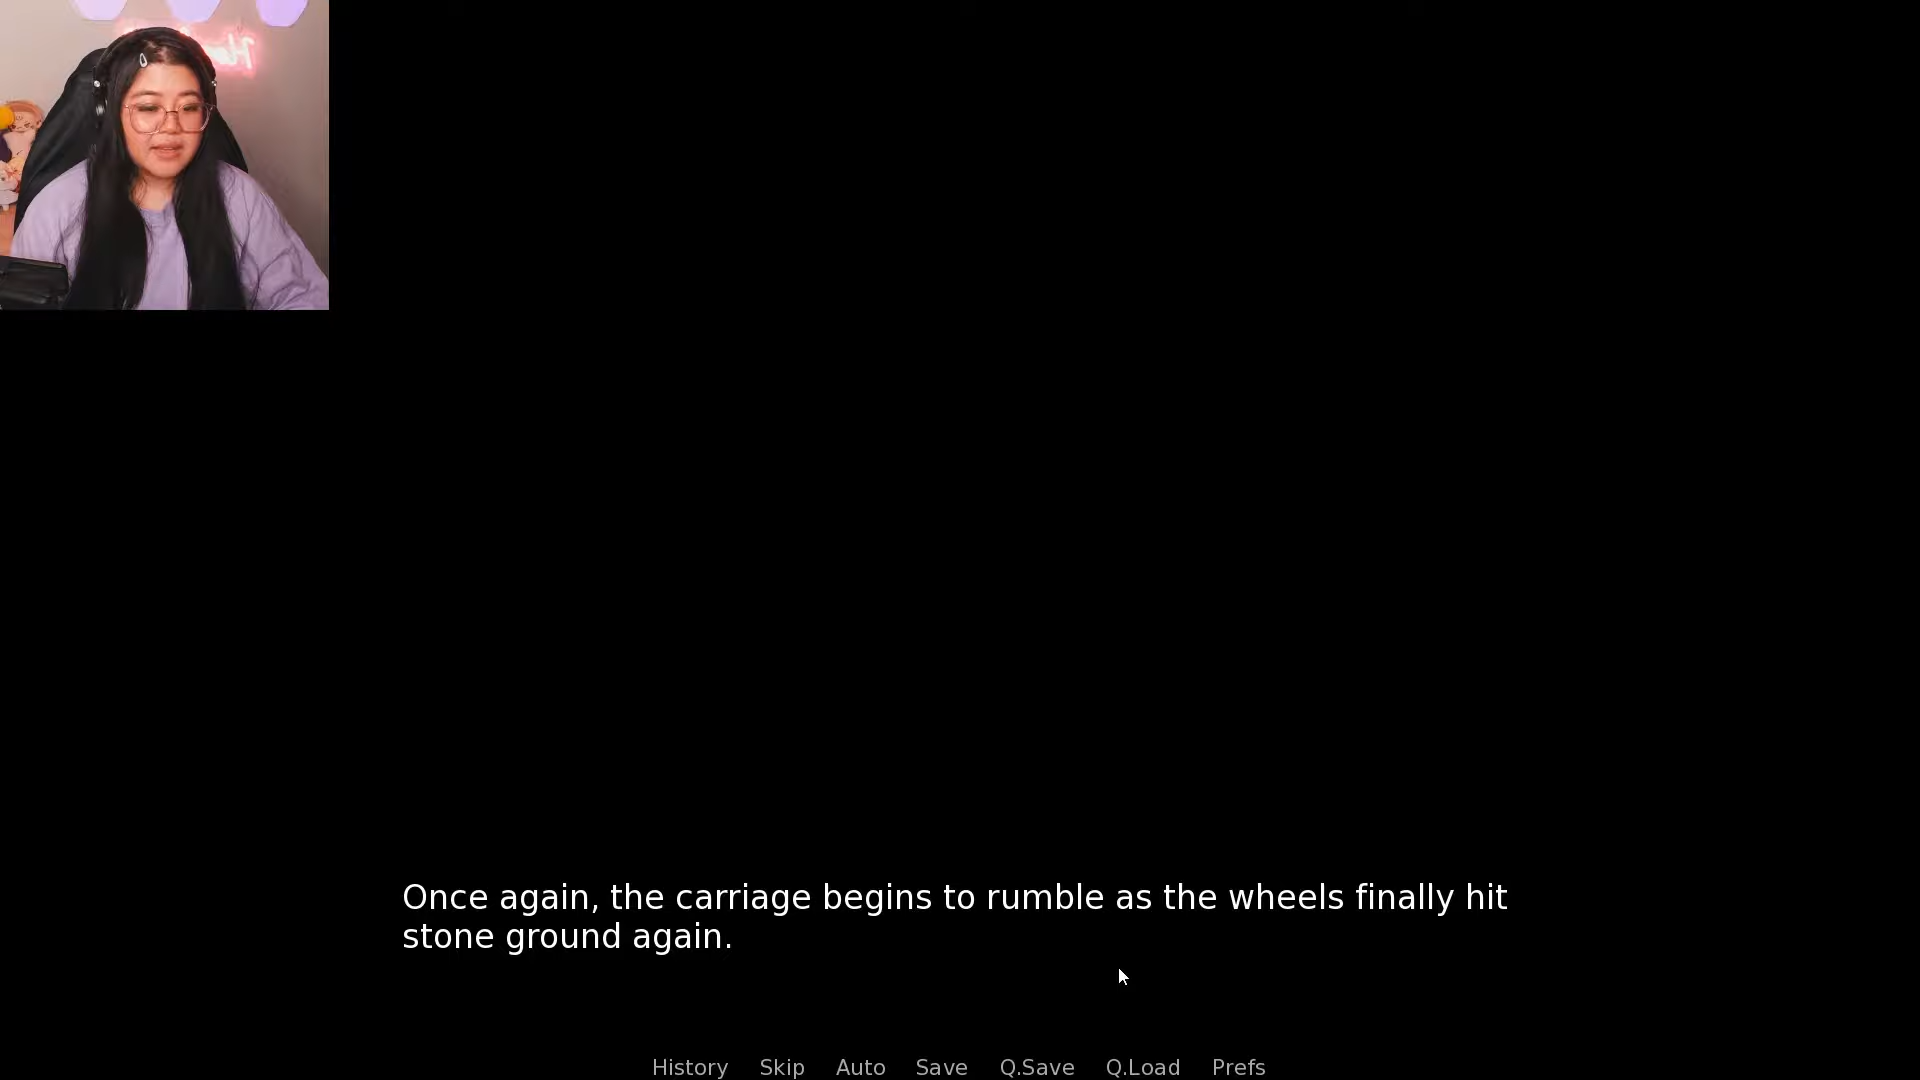 Once again, the carriage begins to rumble as the wheels finally hit
stone ground again.
History Skip Auto Save Q.Save Q.Load Prefs